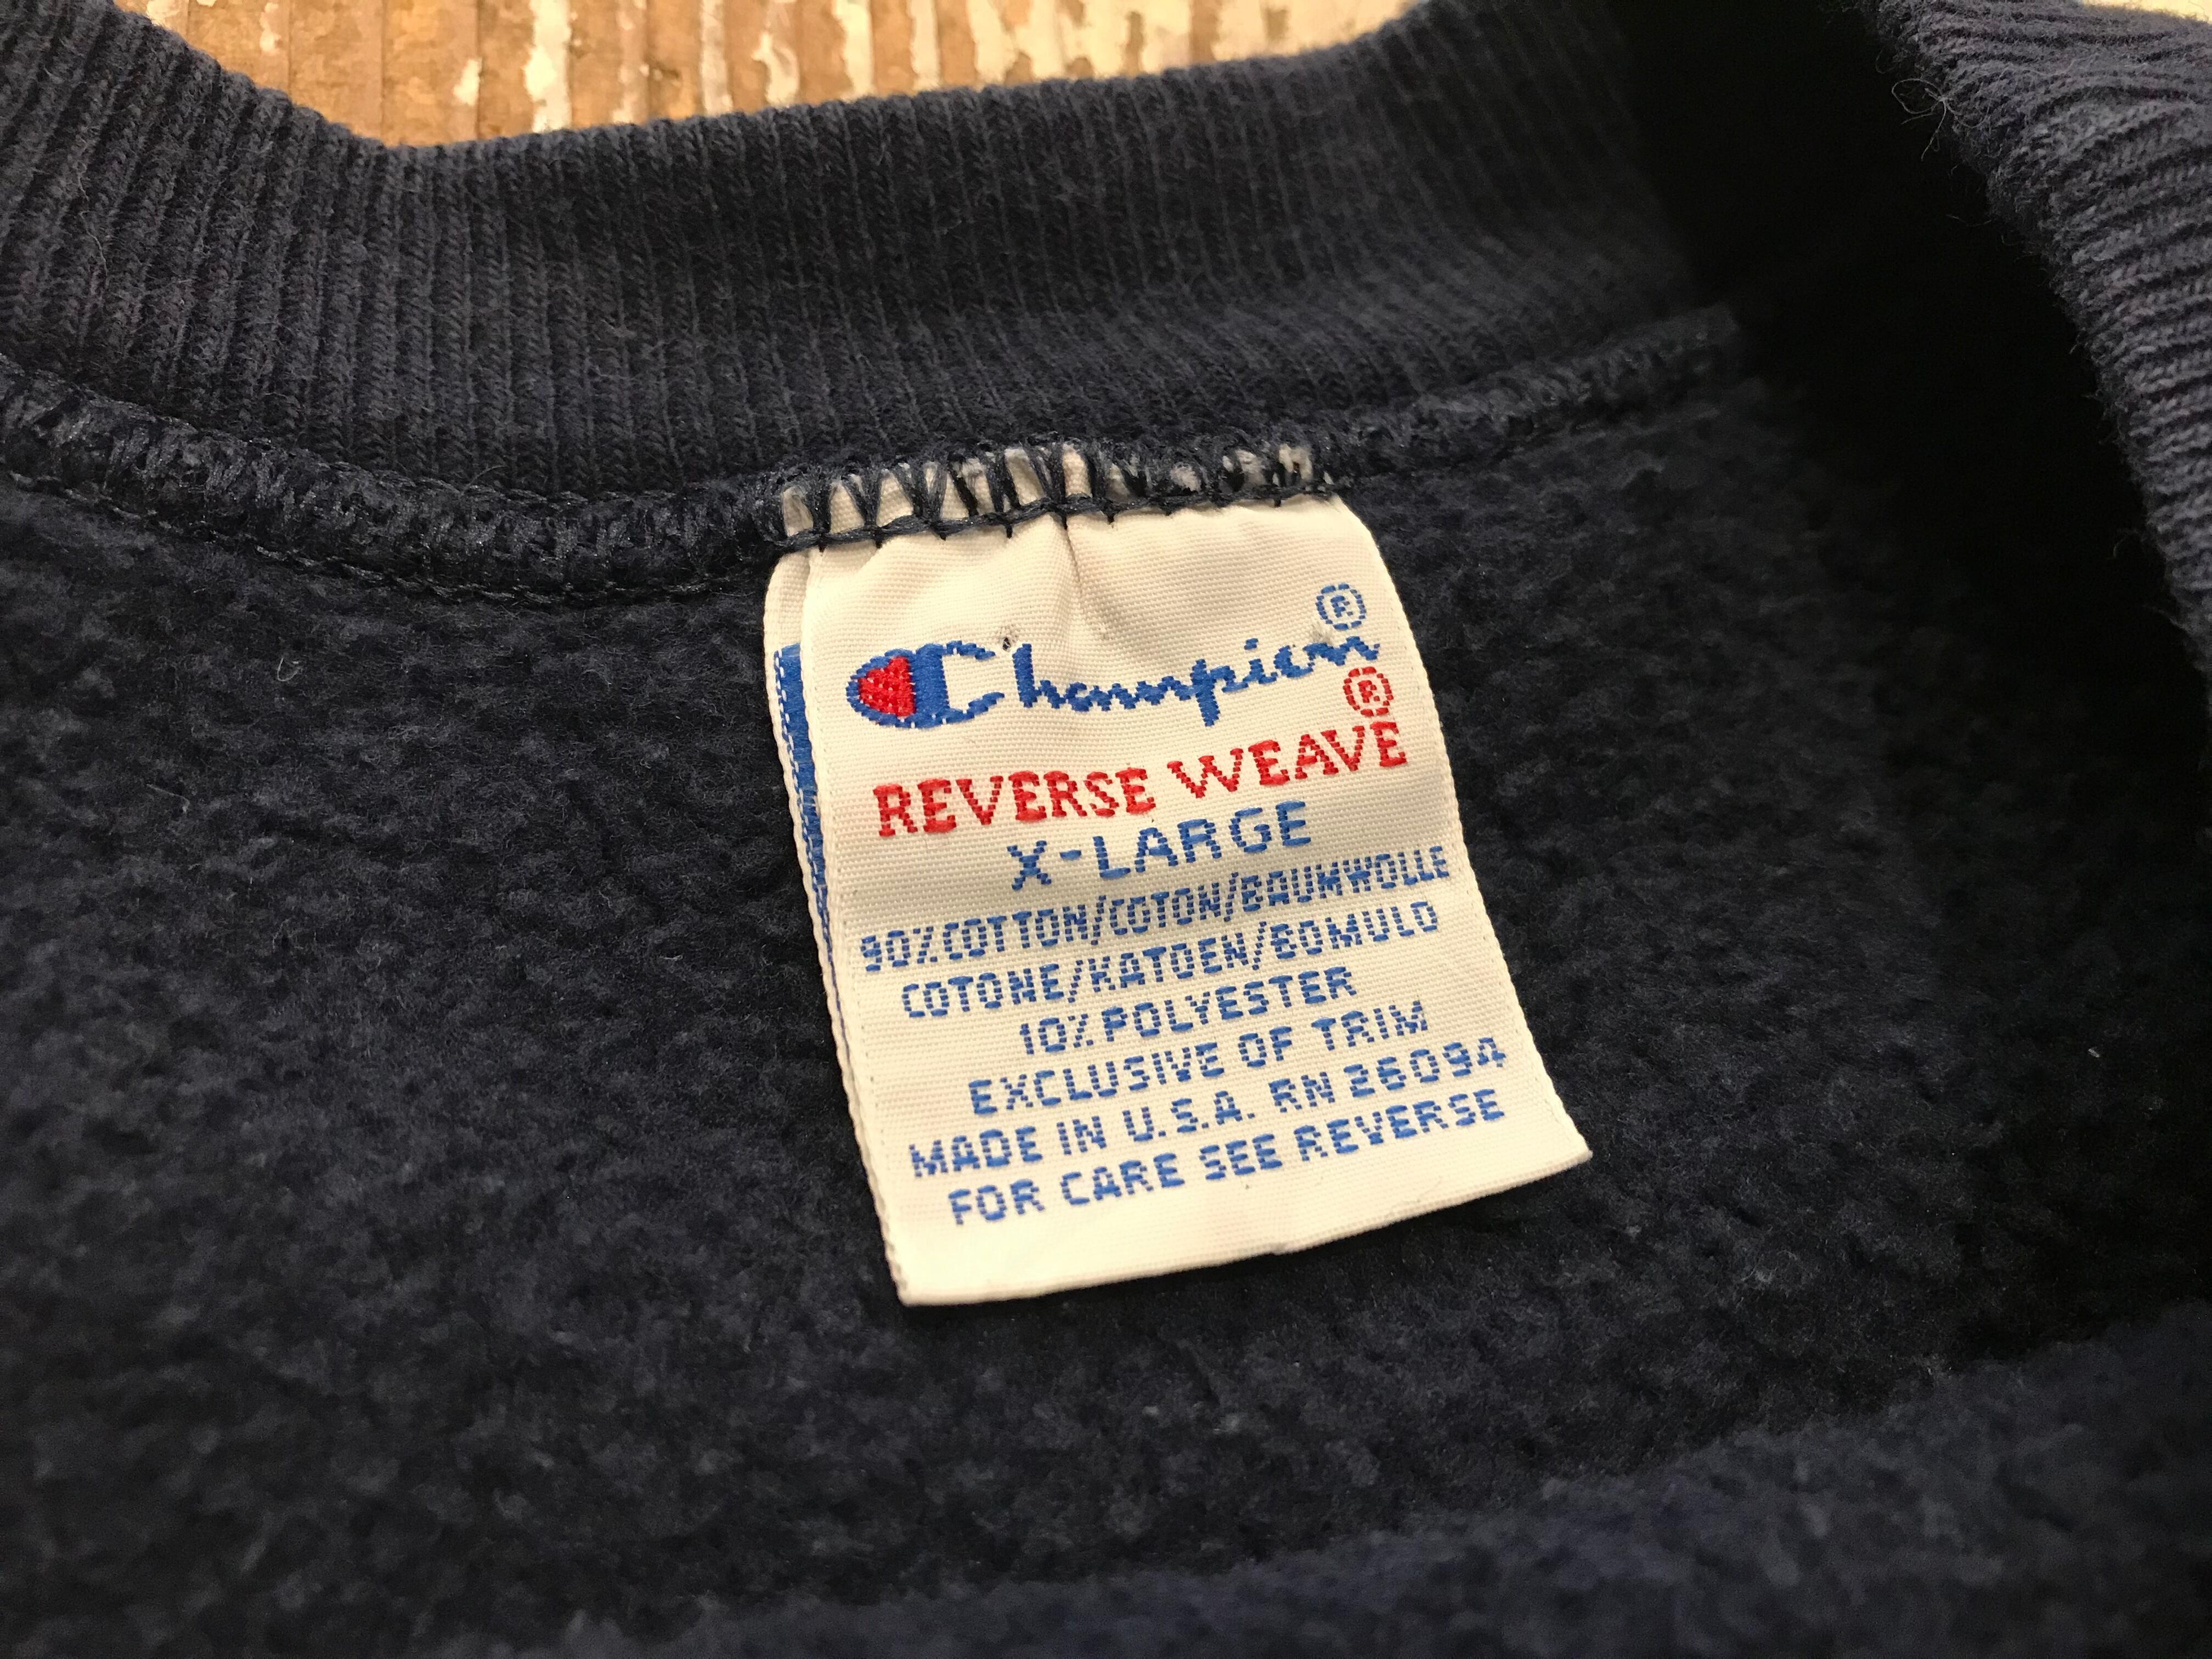 Champion®
REVERSE WEAVE®
X-LARGE
90% COTTON/COTON/BAUMWOLLE
COTONE/KATOEN/BOMULD
10% POLYESTER
EXCLUSIVE OF TRIM
MADE IN U.S.A. RN 26094
FOR CARE SEE REVERSE